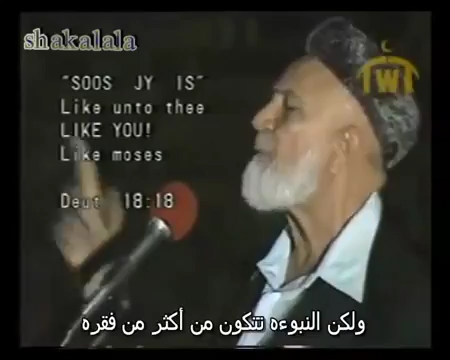 shakalala
"SOOS JY IS"
Like unto thee
LIKE YOU!
Like moses
Deut 18:18
W
ولكن النبوءه تتكون من أكثر من فقره